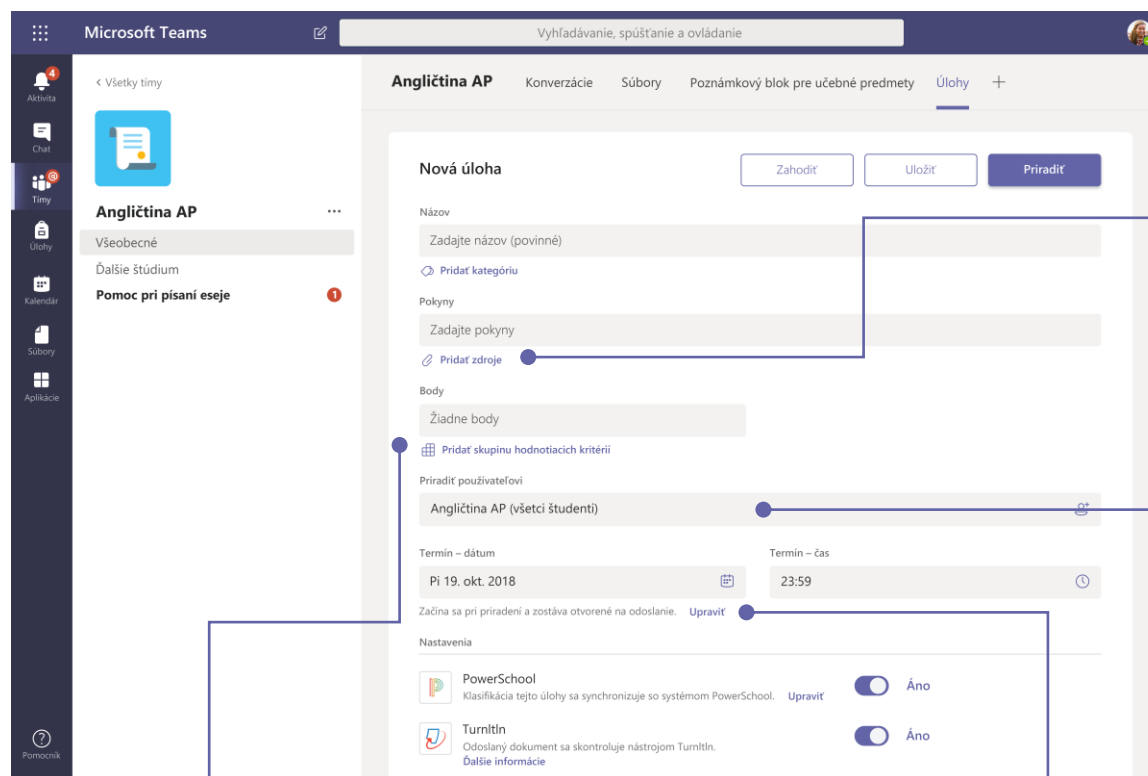 Microsoft Teams
Vyhľadávanie, spúšťanie a ovládanie
4
Aktivita
Chat
@
Tímy
Úlohy
Kalendár
Súbory
Aplikácie
Pomocník
< Všetky tímy
Angličtina AP
...
Všeobecné
Ďalšie štúdium
Pomoc pri písaní eseje
1
Angličtina AP Konverzácie Súbory Poznámkový blok pre učebné predmety Úlohy +
Nová úloha
Zahodiť Uložiť Priradiť
Názov
Zadajte názov (povinné)
Pridať kategóriu
Pokyny
Zadajte pokyny
Pridať zdroje
Body
Žiadne body
Pridať skupinu hodnotiacich kritérií
Priradiť používateľovi
Angličtina AP (všetci študenti)
Termín – dátum Termín – čas
Pi 19. okt. 2018 23:59
Začína sa pri priradení a zostáva otvorené na odoslanie. Upraviť
Nastavenia
PowerSchool
Klasifikácia tejto úlohy sa synchronizuje so systémom PowerSchool. Upraviť
Áno
TurnItIn
Odoslaný dokument sa skontroluje nástrojom TurnItIn.
Ďalšie informácie
Áno